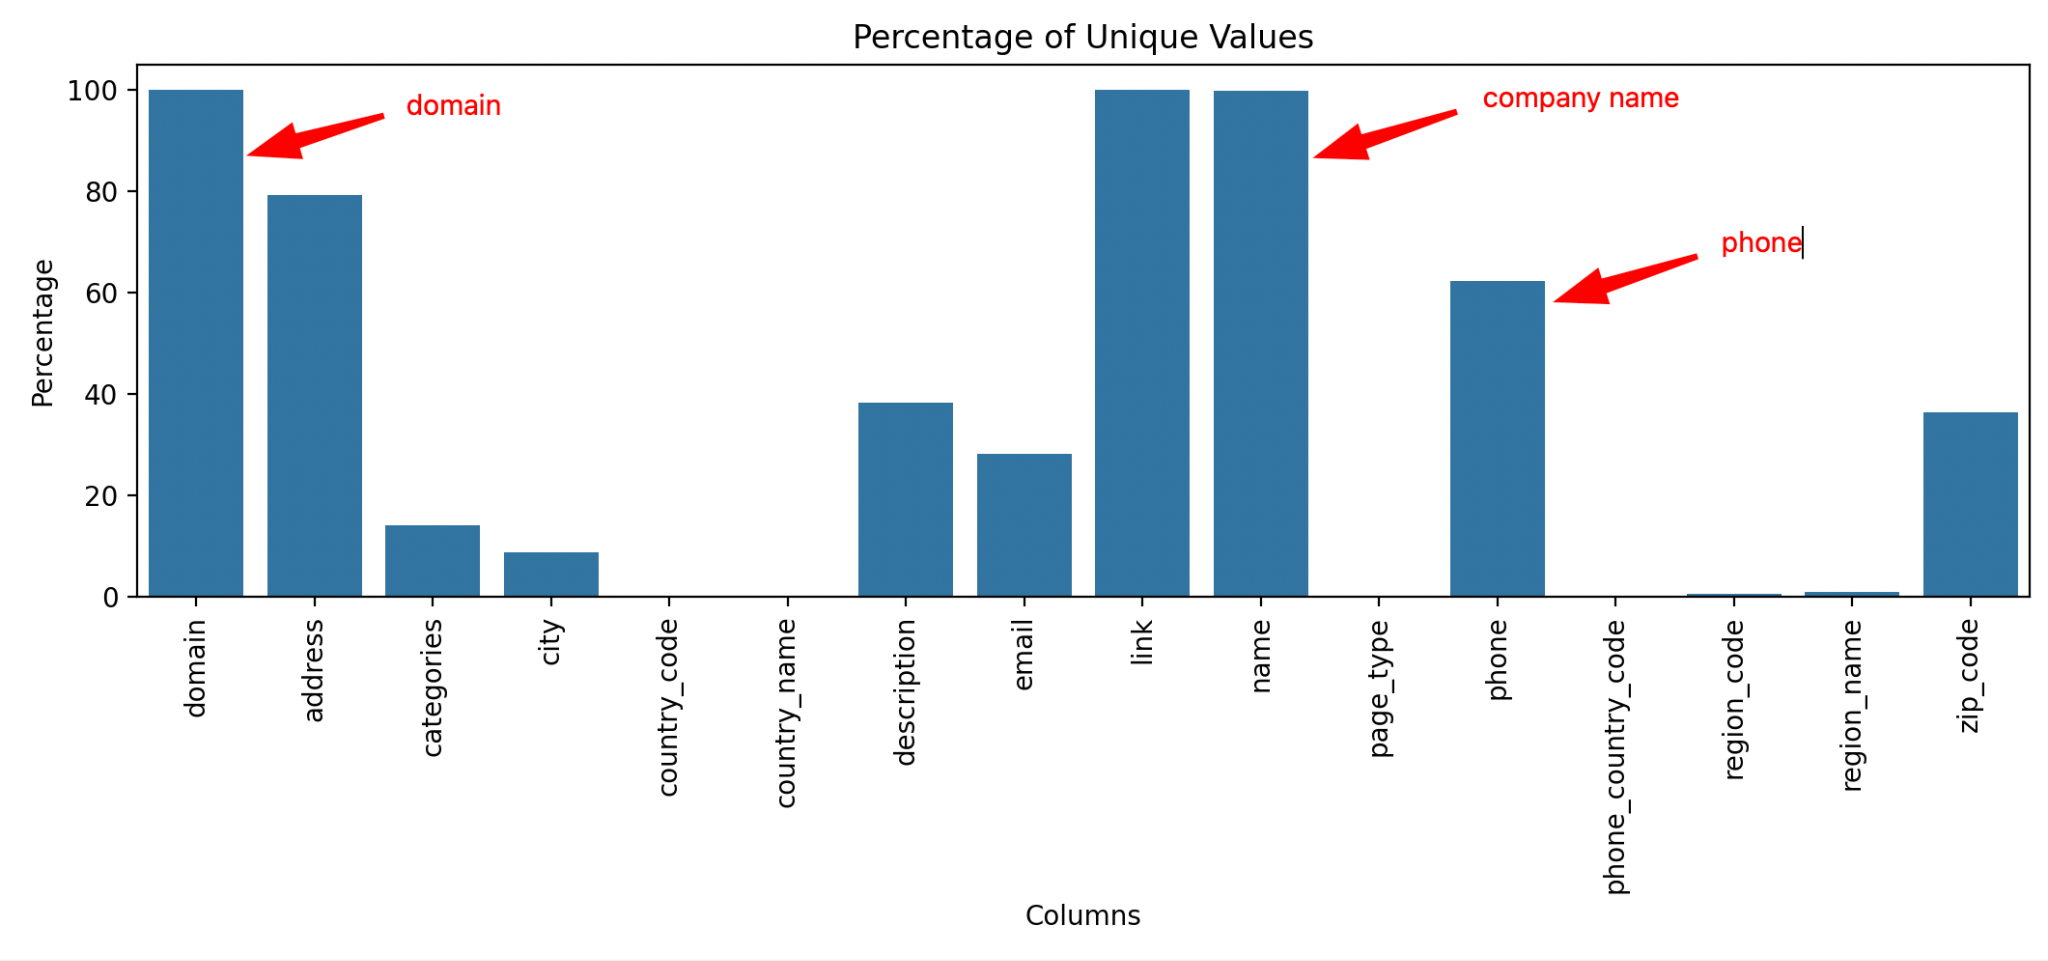 Percentage of Unique Values
100
80
60
40
20
0
Percentage
domain
company name
phone
domain
address
categories
city
country_code
country_name
description
email
link
name
page_type
phone
phone_country_code
region_code
region_name
zip_code
Columns